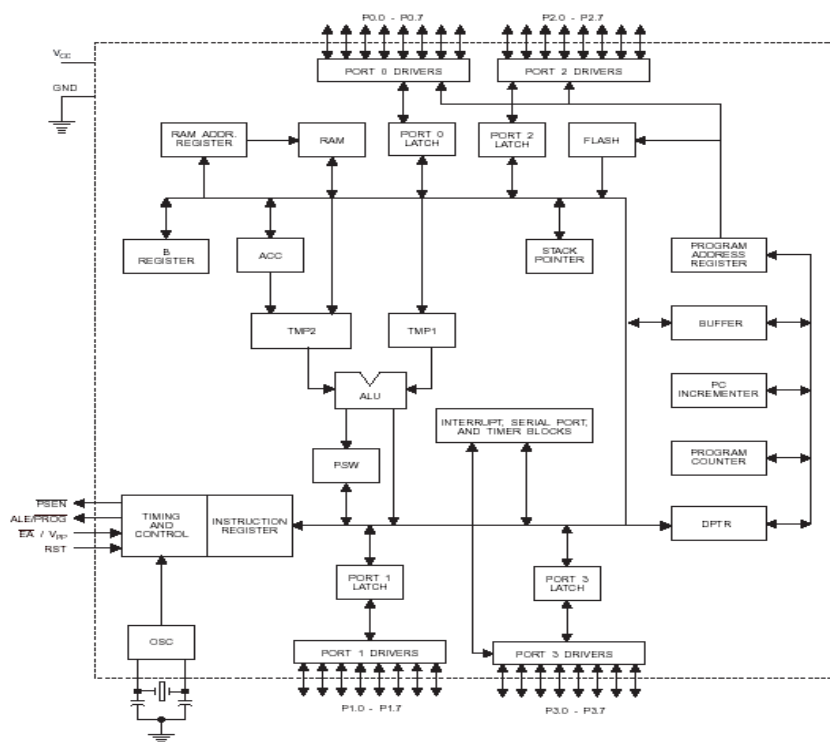 P0.0 - P0.7
P2.0 - P2.7
VCC
GND
PORT 0 DRIVERS
PORT 2 DRIVERS
RAM ADDR.
REGISTER
RAM
PORT 0
LATCH
PORT 2
LATCH
FLASH
B
REGISTER
ACC
STACK
POINTER
PROGRAM
ADDRESS
REGISTER
TMP2
TMP1
BUFFER
ALU
PC
INCREMENTER
INTERRUPT, SERIAL PORT,
AND TIMER BLOCKS
PSW
PROGRAM
COUNTER
PSEN
ALE/PROG
EA / VPP
RST
TIMING
AND
CONTROL
INSTRUCTION
REGISTER
DPTR
PORT 1
LATCH
PORT 3
LATCH
OSC
PORT 1 DRIVERS
PORT 3 DRIVERS
P1.0 - P1.7
P3.0 - P3.7